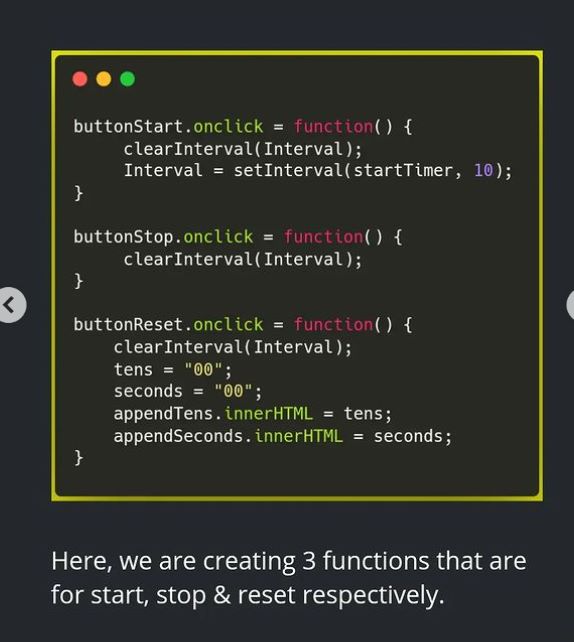 buttonStart.onclick = function() {
clearInterval(Interval);
Interval = setInterval(startTimer, 10);
}
buttonStop.onclick = function() {
clearInterval(Interval);
}
buttonReset.onclick = function() {
clearInterval(Interval);
tens = "00";
seconds = "00";
appendTens.innerHTML = tens;
appendSeconds.innerHTML = seconds;
}
Here, we are creating 3 functions that are
for start, stop & reset respectively.